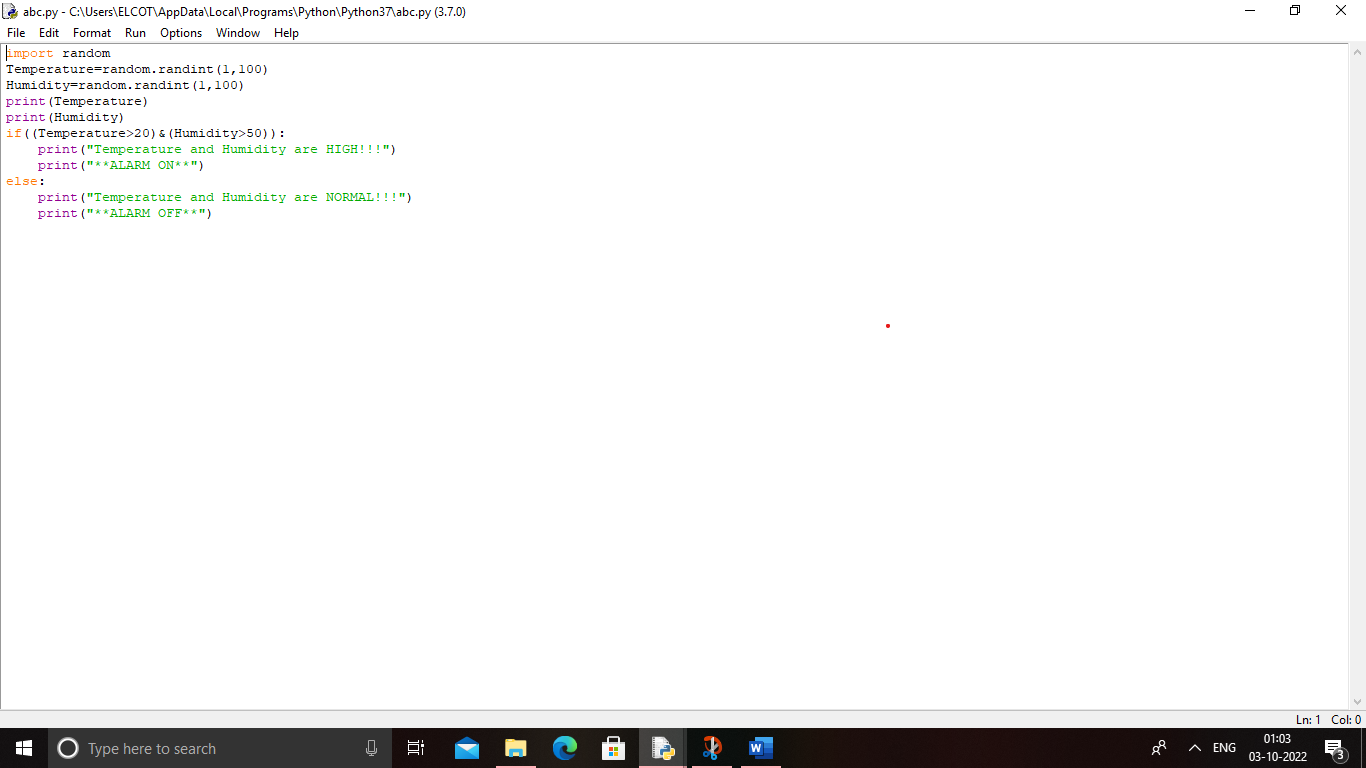 abc.py - C:\Users\ELCOT\AppData\Local\Programs\Python\Python37\abc.py (3.7.0)
File Edit Format Run Options Window Help
import random
Temperature=random.randint(1,100)
Humidity=random.randint(1,100)
print(Temperature)
print(Humidity)
if((Temperature>20)&(Humidity>50)):
    print("Temperature and Humidity are HIGH!!!")
    print("**ALARM ON**")
else:
    print("Temperature and Humidity are NORMAL!!!")
    print("**ALARM OFF**")
Ln: 1 Col: 0
Type here to search
ENG
01:03
03-10-2022
3